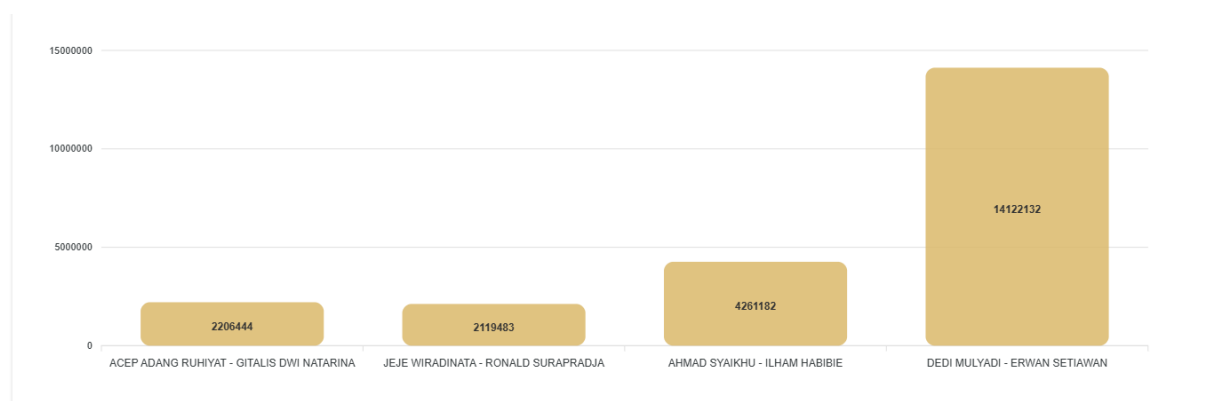 15000000
10000000
5000000
0
2206444
2119483
4261182
14122132
ACEP ADANG RUHIYAT - GITALIS DWI NATARINA
JEJE WIRADINATA - RONALD SURAPRADJA
AHMAD SYAIKHU - ILHAM HABIBIE
DEDI MULYADI - ERWAN SETIAWAN